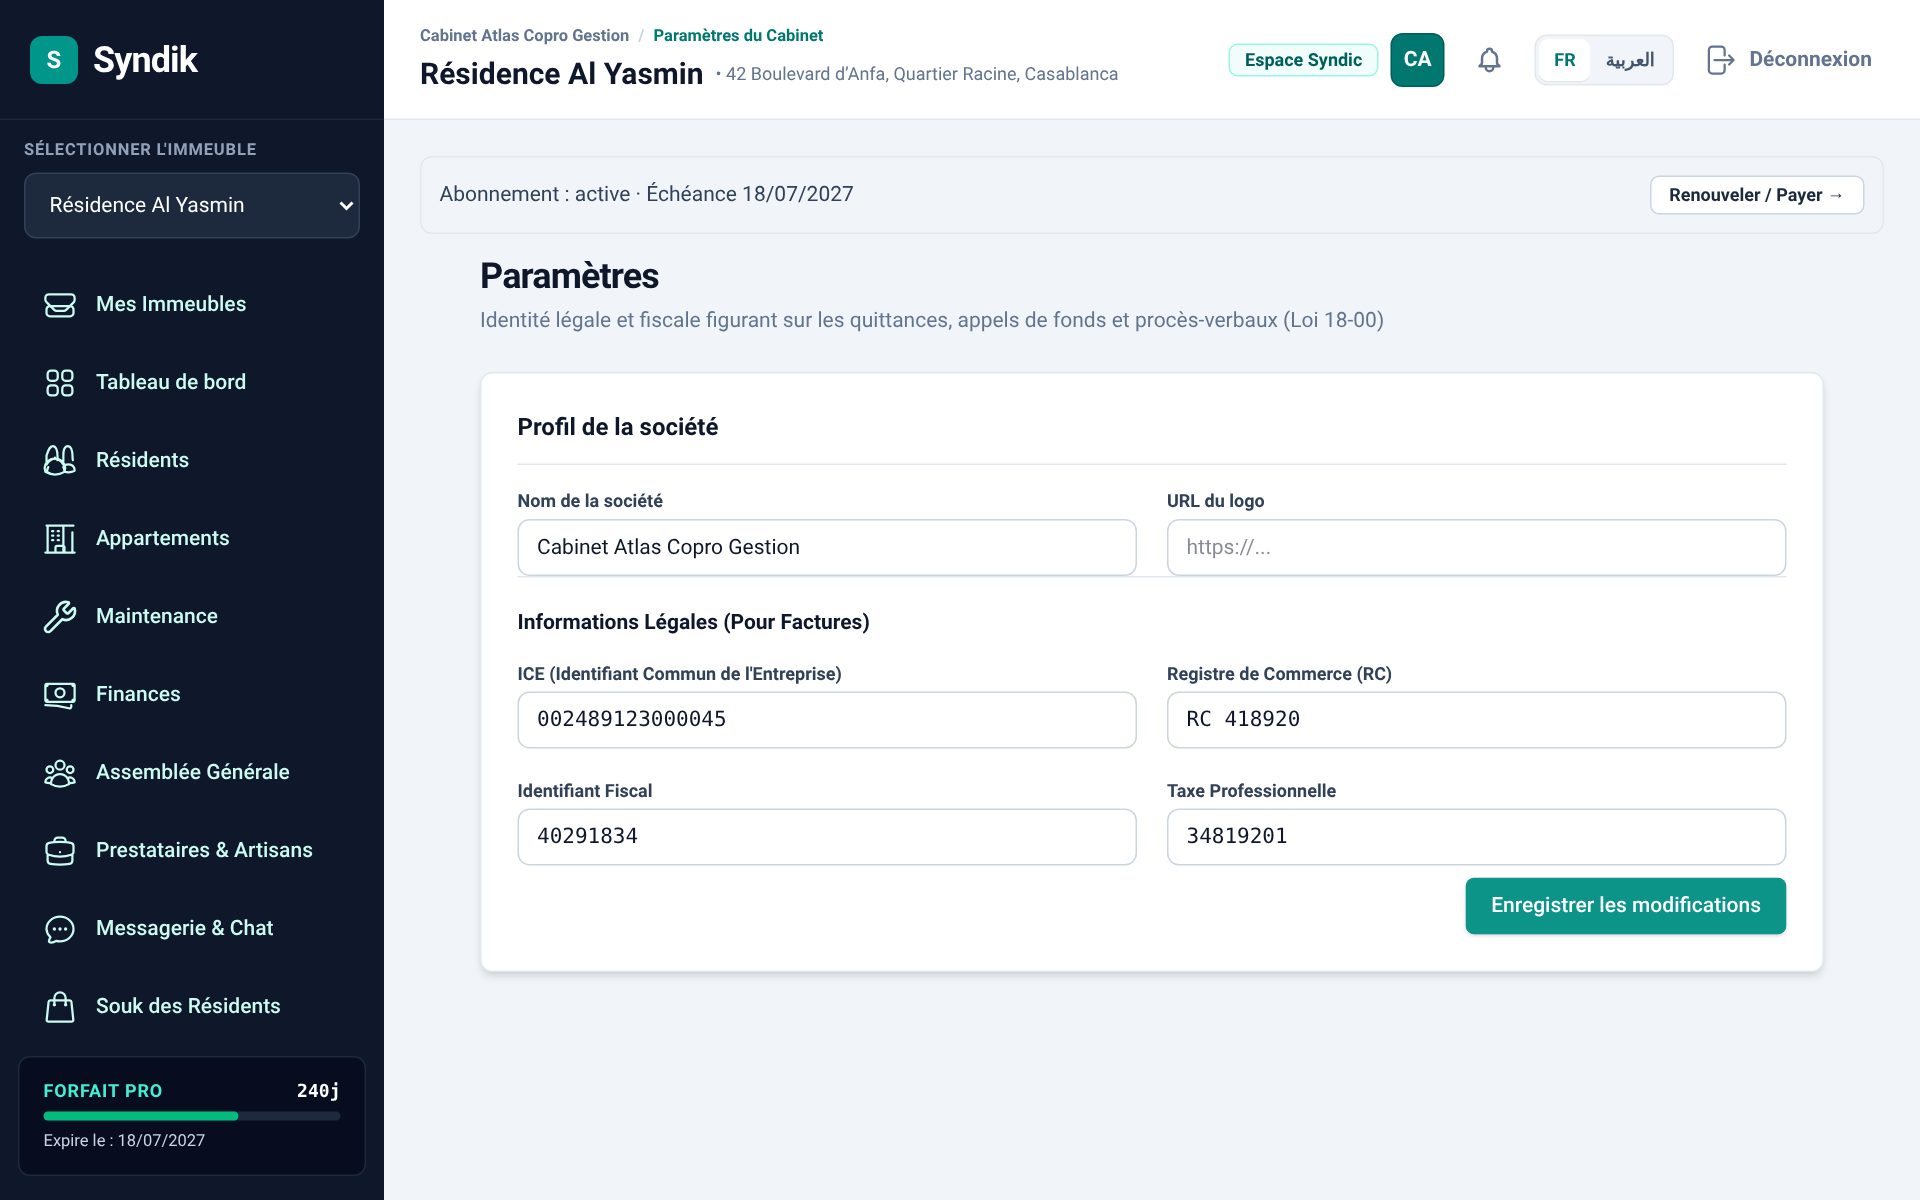 S Syndik
SÉLECTIONNER L'IMMEUBLE
Résidence Al Yasmin
Mes Immeubles
Tableau de bord
Résidents
Appartements
Maintenance
Finances
Assemblée Générale
Prestataires & Artisans
Messagerie & Chat
Souk des Résidents
FORFAIT PRO 240j
Expire le : 18/07/2027
Cabinet Atlas Copro Gestion / Paramètres du Cabinet
Résidence Al Yasmin • 42 Boulevard d’Anfa, Quartier Racine, Casablanca
Espace Syndic CA FR العربية Déconnexion
Abonnement : active · Échéance 18/07/2027
Renouveler / Payer →
Paramètres
Identité légale et fiscale figurant sur les quittances, appels de fonds et procès-verbaux (Loi 18-00)
Profil de la société
Nom de la société
Cabinet Atlas Copro Gestion
URL du logo
https://...
Informations Légales (Pour Factures)
ICE (Identifiant Commun de l'Entreprise)
002489123000045
Registre de Commerce (RC)
RC 418920
Identifiant Fiscal
40291834
Taxe Professionnelle
34819201
Enregistrer les modifications